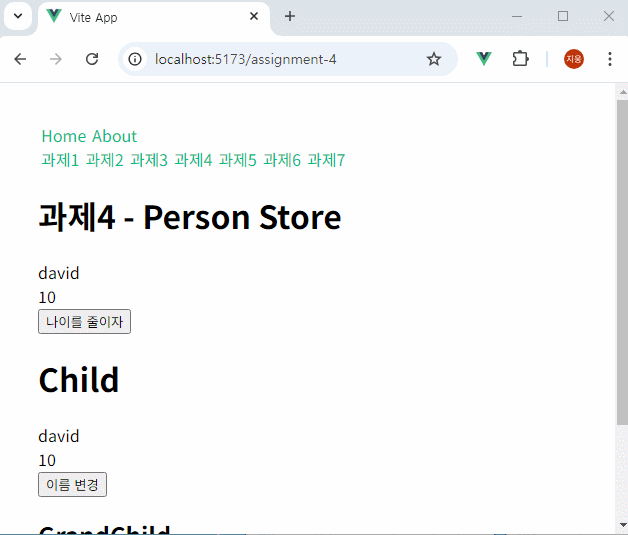 Vite App
localhost:5173/assignment-4
지웅
Home About
과제1 과제2 과제3 과제4 과제5 과제6 과제7
과제4 - Person Store
david
10
나이를 줄이자
Child
david
10
이름 변경
GrandChild